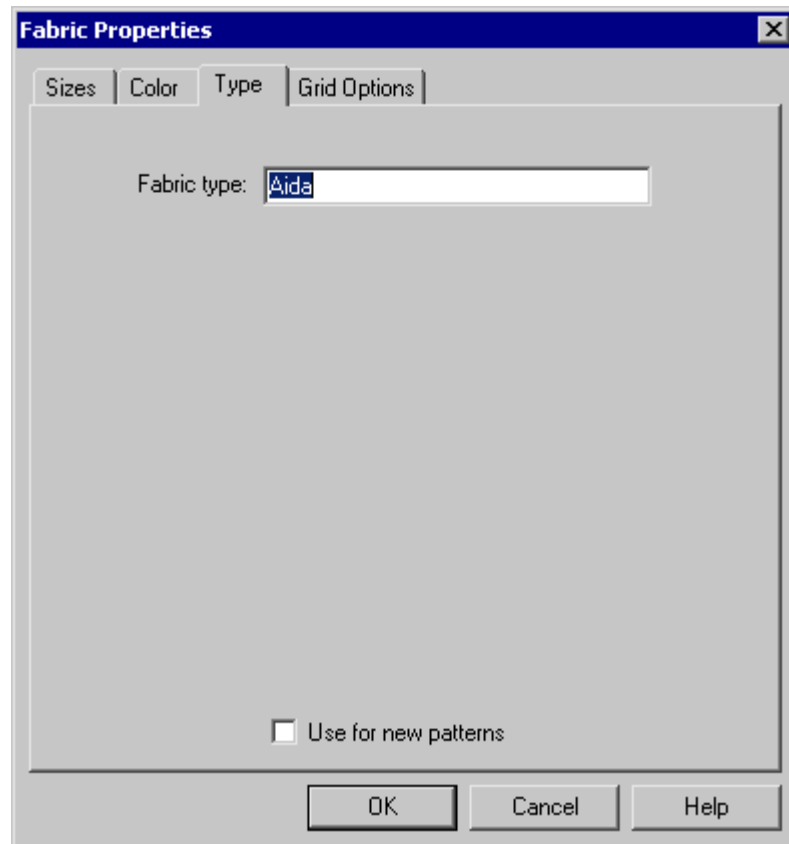 Fabric Properties
Sizes Color Type Grid Options
Fabric type: Aida
Use for new patterns
OK Cancel Help